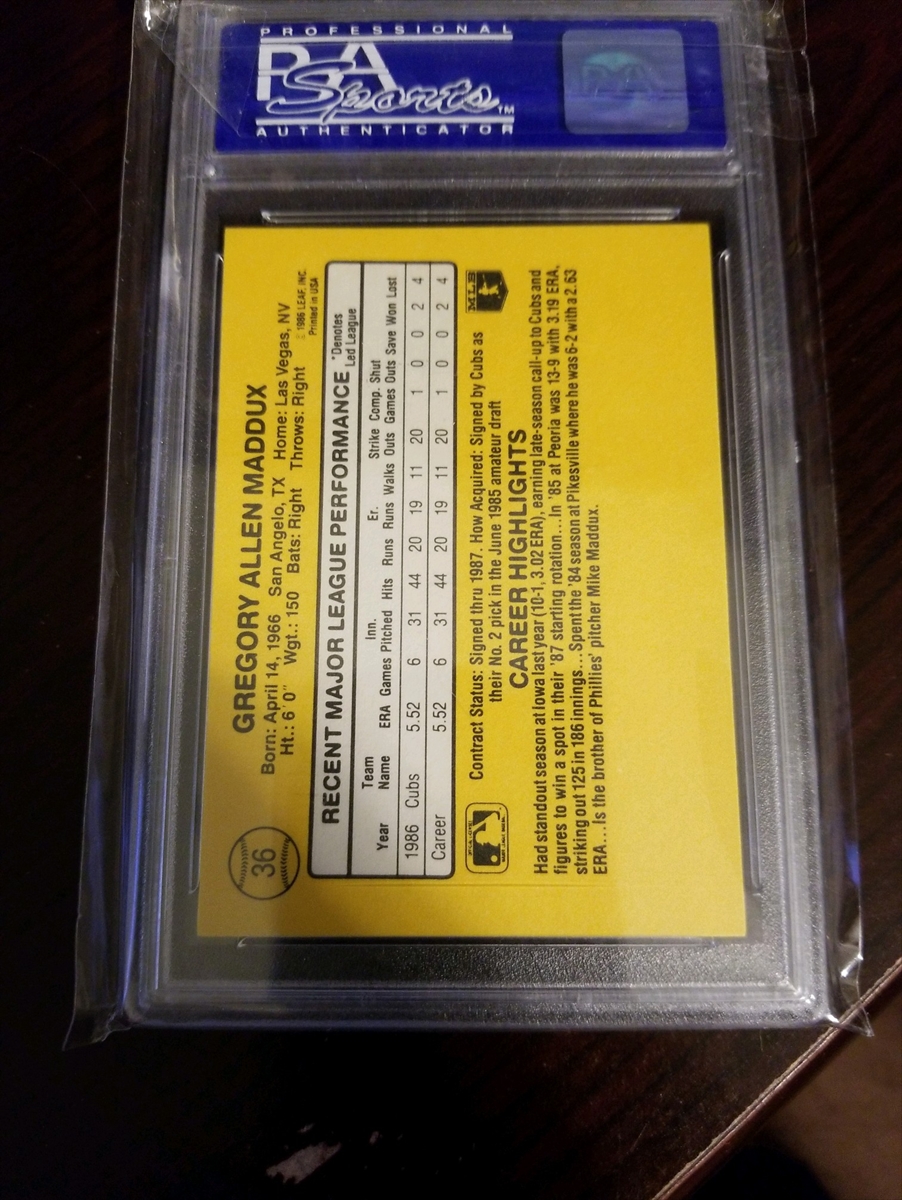 PROFESSIONAL
PSA
Sports™
AUTHENTICATOR
PSA
36
GREGORY ALLEN MADDUX
Born: April 14, 1966 San Angelo, TX Home: Las Vegas, NV
Ht.: 6'0" Wgt.: 150 Bats: Right Throws: Right
© 1986 LEAF, INC.
Printed in USA
RECENT MAJOR LEAGUE PERFORMANCE
*Denotes
Led League
Year Team Name ERA Games Inn. Pitched Hits Runs Er. Runs Walks Strike Outs Comp. Games Shut Outs Save Won Lost
1986 Cubs 5.52 6 31 44 20 19 11 20 1 0 0 2 4
Career 5.52 6 31 44 20 19 11 20 1 0 0 2 4
Contract Status: Signed thru 1987. How Acquired: Signed by Cubs as
their No. 2 pick in the June 1985 amateur draft
MLB
CAREER HIGHLIGHTS
Had standout season at Iowa last year (10-1, 3.02 ERA), earning late-season call-up to Cubs and
figures to win a spot in their '87 starting rotation...In '85 at Peoria was 13-9 with 3.19 ERA,
striking out 125 in 186 innings...Spent the '84 season at Pikesville where he was 6-2 with a 2.63
ERA...Is the brother of Phillies' pitcher Mike Maddux.